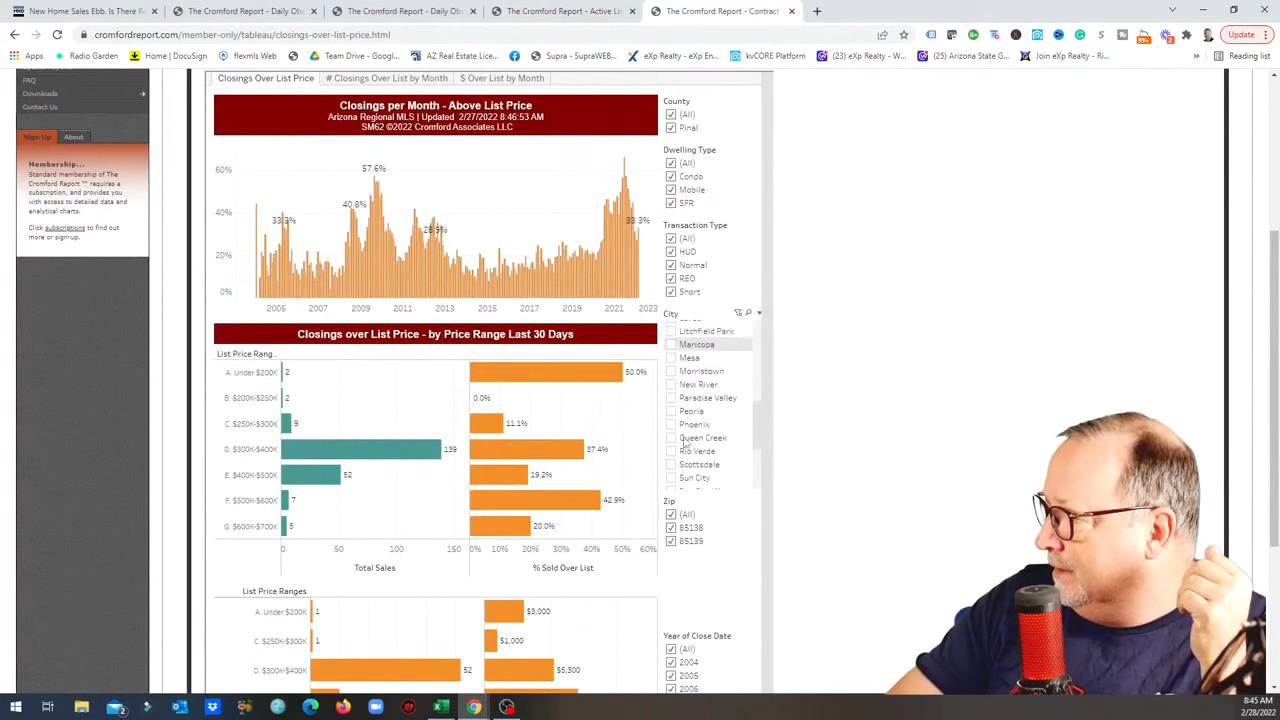 New Home Sales Ebb. Is There R
The Cromford Report - Daily Obs
The Cromford Report - Daily Obs
The Cromford Report - Active Lis
The Cromford Report - Contract
cromfordreport.com/member-only/tableau/closings-over-list-price.html
Update
Apps
Radio Garden
Home | DocuSign
flexmls Web
Team Drive - Googl...
AZ Real Estate Lice...
Supra - SupraWEB...
eXp Realty - eXp En...
kvCORE Platform
(23) eXp Realty - W...
(25) Arizona State G...
Join eXp Realty - Ex...
»
Reading list
FAQ
Downloads
Contact Us
Sign Up
About
Membership...
Standard membership of The
Cromford Report ™ requires a
subscription, and provides you
with access to detailed data and
analytical charts.
Click subscriptions to find out
more or sign-up.
Closings Over List Price
# Closings Over List by Month
$ Over List by Month
Closings per Month - Above List Price
Arizona Regional MLS | Updated 2/27/2022 8:46:53 AM
SM62 ©2022 Cromford Associates LLC
60%
40%
20%
0%
33.3%
40.8%
57.6%
28.9%
33.3%
2005
2007
2009
2011
2013
2015
2017
2019
2021
2023
Closings over List Price - by Price Range Last 30 Days
List Price Rang...
A. Under $200K
2
50.0%
B. $200K-$250K
2
0.0%
C. $250K-$300K
9
11.1%
D. $300K-$400K
139
37.4%
E. $400K-$500K
52
19.2%
F. $500K-$600K
7
42.9%
G. $600K-$700K
5
20.0%
0
50
100
150
0%
10%
20%
30%
40%
50%
60%
Total Sales
% Sold Over List
List Price Ranges
A. Under $200K
1
$3,000
C. $250K-$300K
1
$1,000
D. $300K-$400K
52
$5,300
County
(All)
Pinal
Dwelling Type
(All)
Condo
Mobile
SFR
Transaction Type
(All)
HUD
Normal
REO
Short
City
Litchfield Park
Maricopa
Mesa
Morristown
New River
Paradise Valley
Peoria
Phoenix
Queen Creek
Rio Verde
Scottsdale
Sun City
Zip
(All)
85138
85139
Year of Close Date
(All)
2004
2005
2006
8:45 AM
2/28/2022